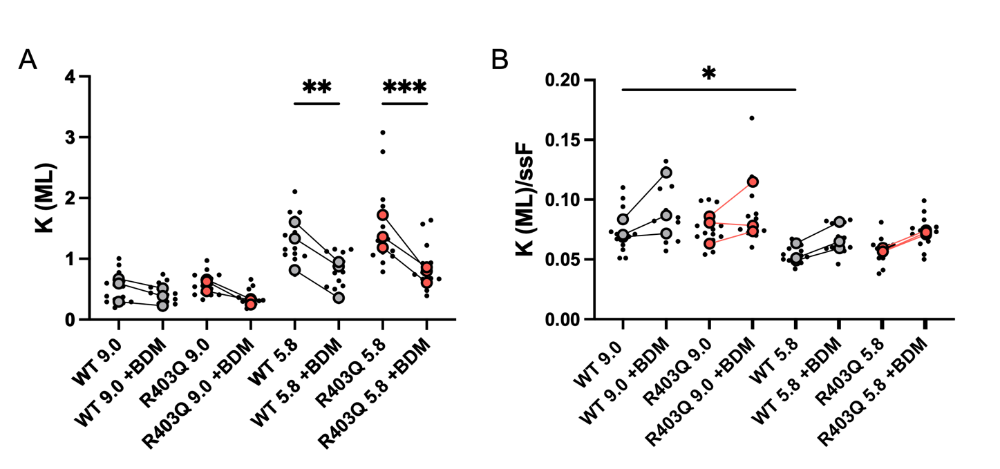 A
B
4
3
2
1
0
K (ML)
** 
***
WT 9.0
WT 9.0 +BDM
R403Q 9.0
R403Q 9.0 +BDM
WT 5.8
WT 5.8 +BDM
R403Q 5.8
R403Q 5.8 +BDM
0.20
0.15
0.10
0.05
0.00
K (ML)/ssF
*
WT 9.0
WT 9.0 +BDM
R403Q 9.0
R403Q 9.0 +BDM
WT 5.8
WT 5.8 +BDM
R403Q 5.8
R403Q 5.8 +BDM